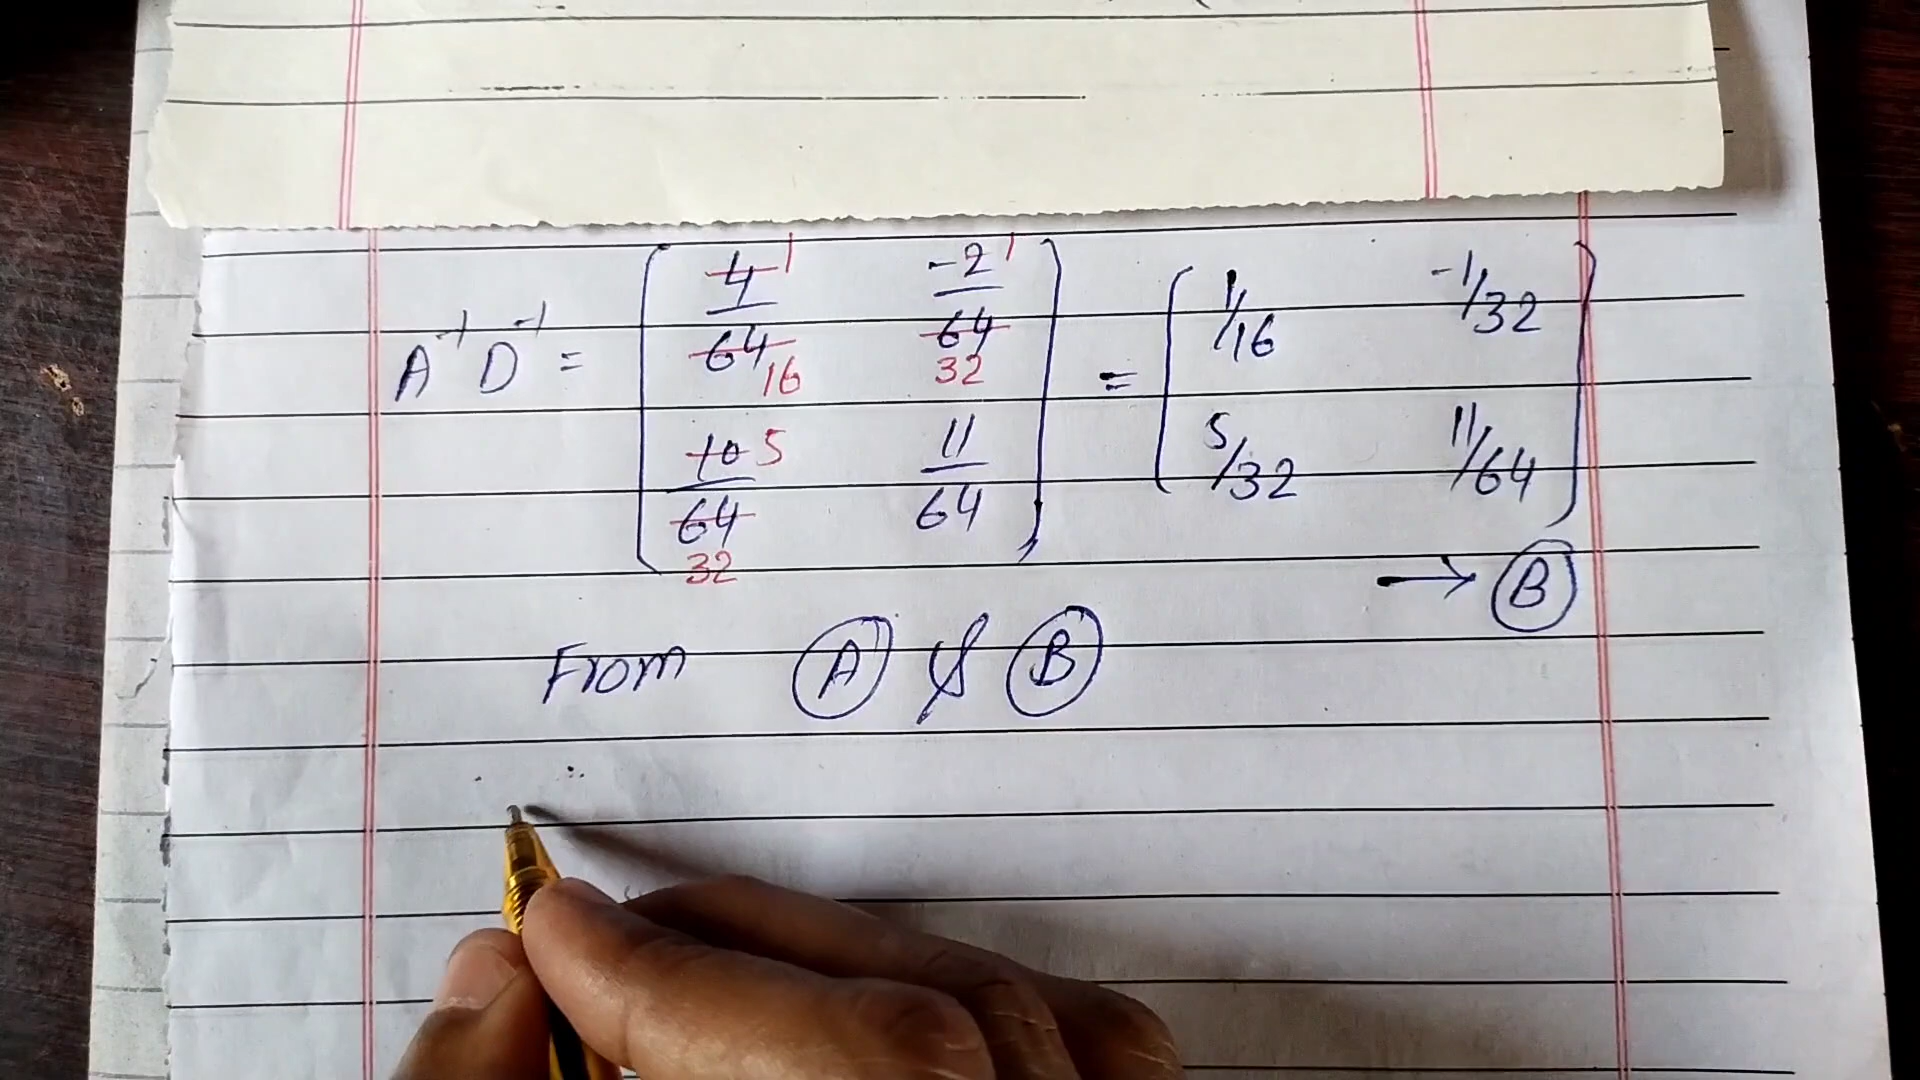 A⁻¹ D⁻¹ = ( 4/64 -2/64 10/64 11/64 ) = ( 1/16 -1/32 5/32 11/64 )
1 16 1 32 5 32
→ B
From A & B